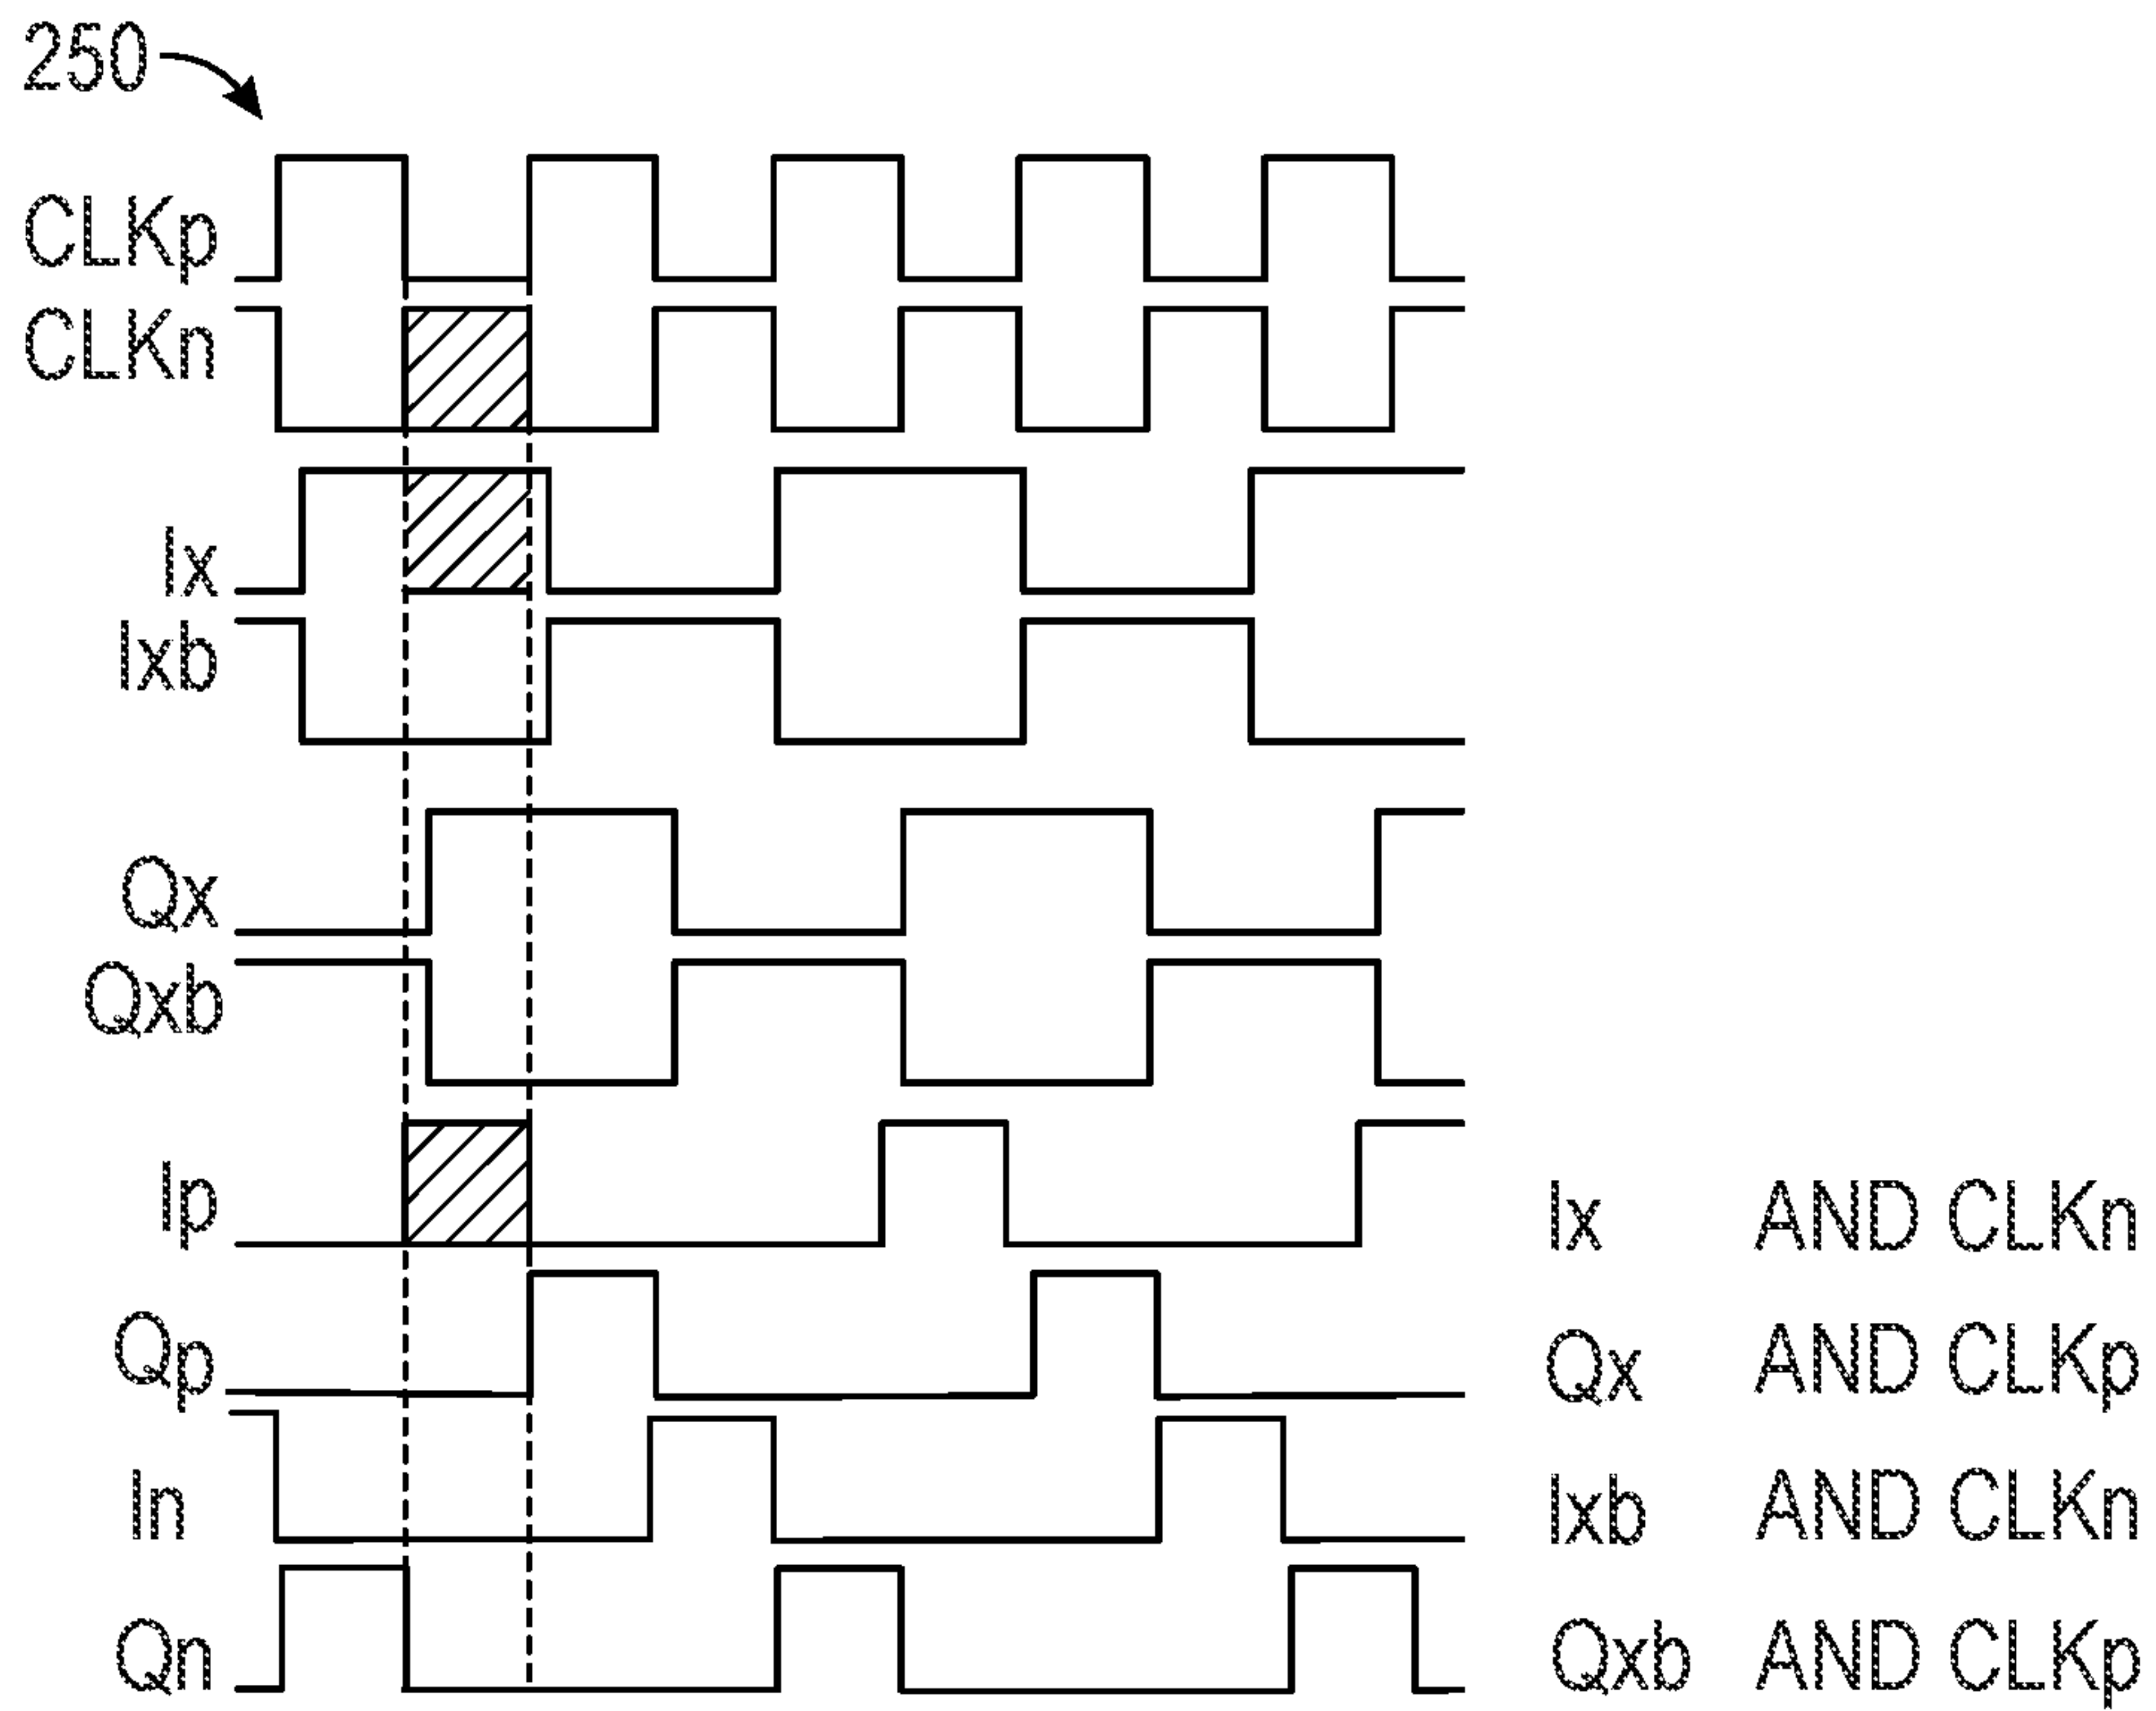 250
CLKp
CLKn
Ix
Ixb
Qx
Qxb
Ip Ix AND CLKn
Qp Qx AND CLKp
In Ixb AND CLKn
Qn Qxb AND CLKp